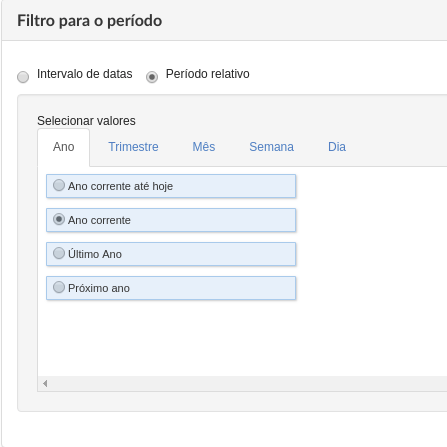 Filtro para o período
Intervalo de datas Período relativo
Selecionar valores
Ano Trimestre Mês Semana Dia
Ano corrente até hoje
Ano corrente
Último Ano
Próximo ano